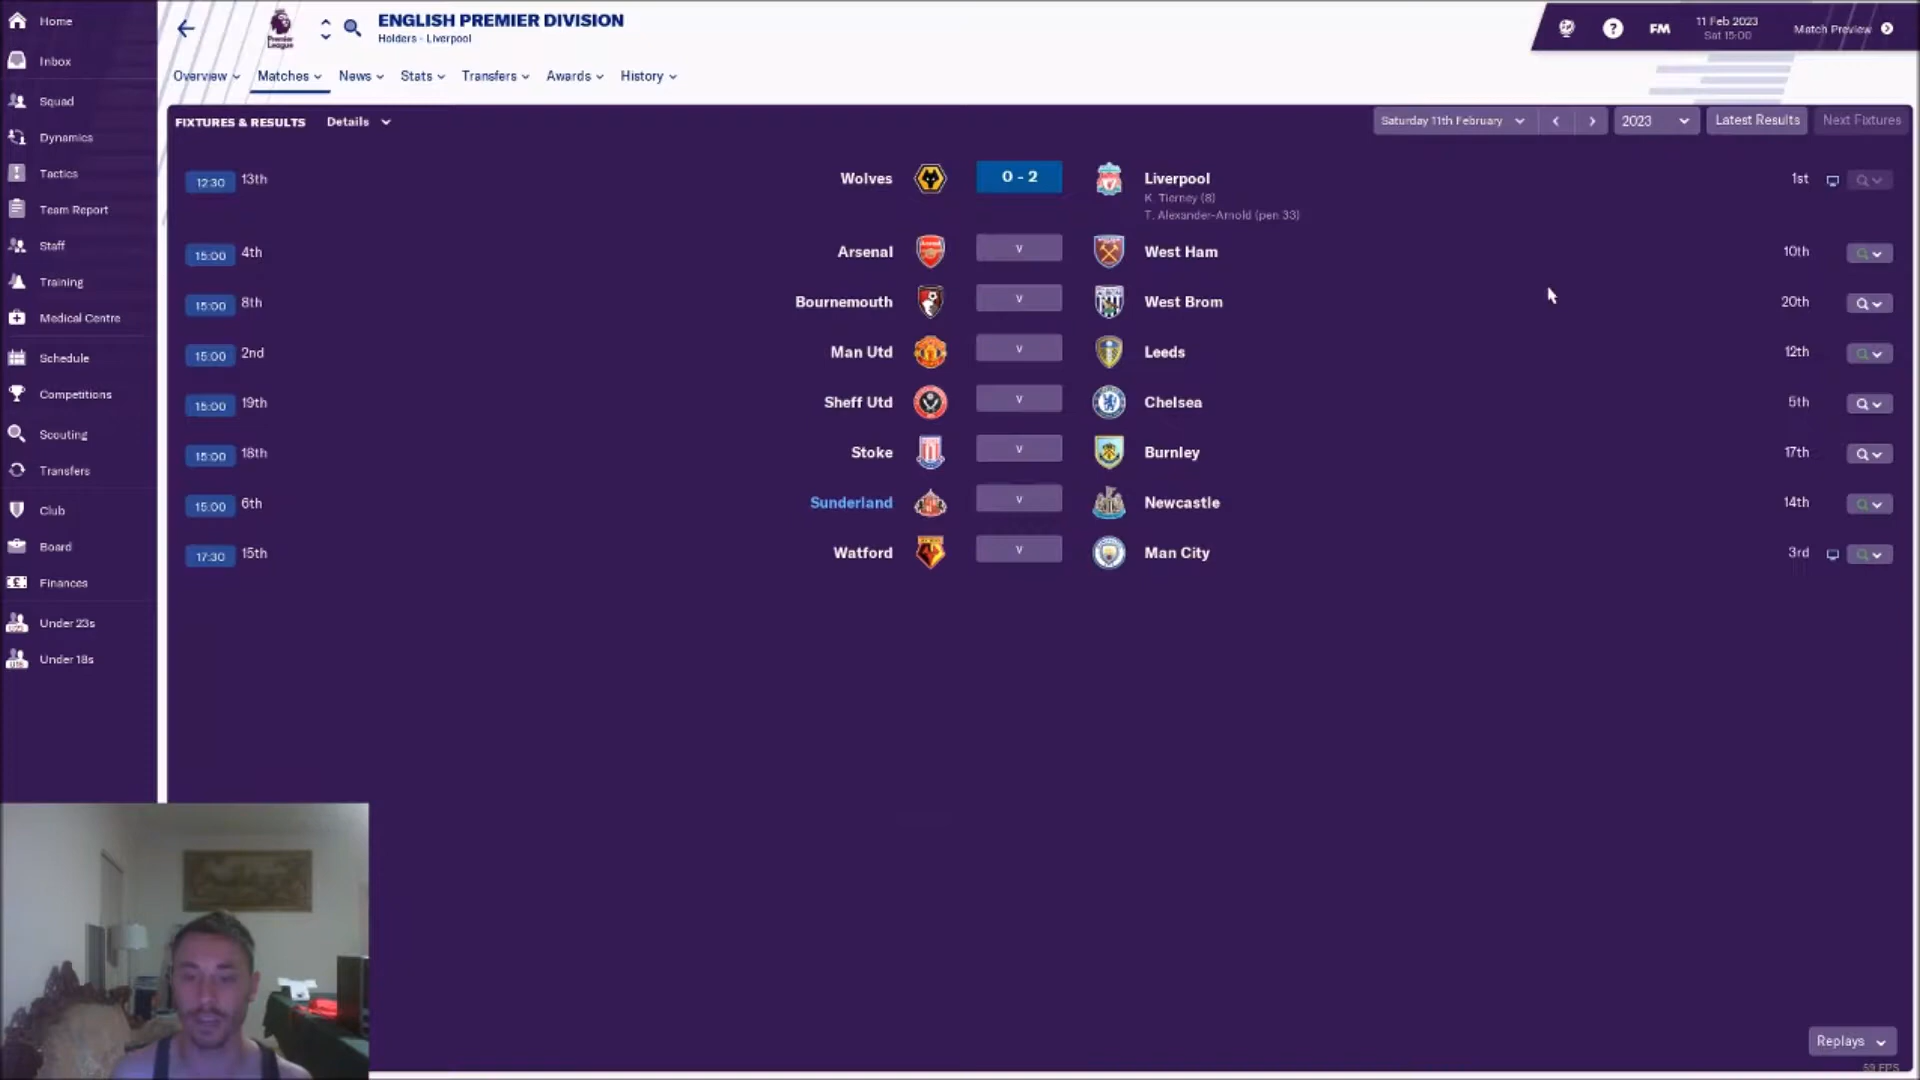 Home
Inbox
Squad
Dynamics
Tactics
Team Report
Staff
Training
Medical Centre
Schedule
Competitions
Scouting
Transfers
Club
Board
Finances
Under 23s
Under 18s
Premier League
ENGLISH PREMIER DIVISION
Holders - Liverpool
FM
11 Feb 2023
Sat 15:00
Match Preview
Overview Matches News Stats Transfers Awards History
FIXTURES & RESULTS Details Saturday 11th February 2023 Latest Results Next Fixtures
12:30 13th Wolves 0 - 2 Liverpool 1st
K. Tierney (8)
T. Alexander-Arnold (pen 33)
15:00 4th Arsenal v West Ham 10th
15:00 8th Bournemouth v West Brom 20th
15:00 2nd Man Utd v Leeds 12th
15:00 19th Sheff Utd v Chelsea 5th
15:00 18th Stoke v Burnley 17th
15:00 6th Sunderland v Newcastle 14th
17:30 15th Watford v Man City 3rd
Replays
59 FPS